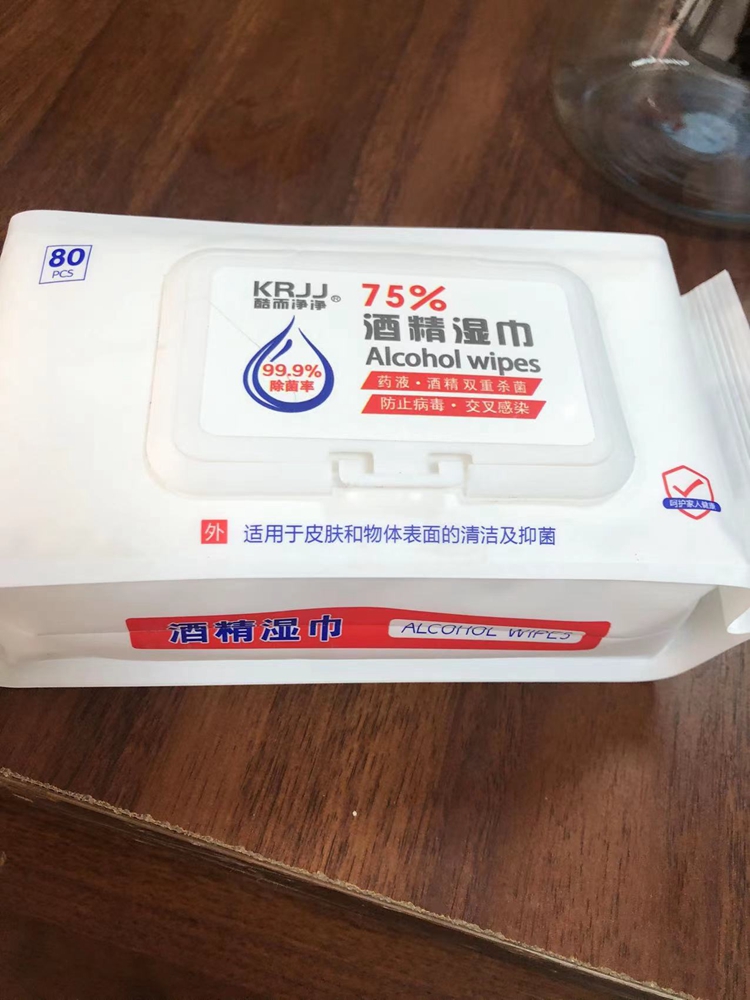 80
PCS
KRJJ
酷而净净®
75%
酒精湿巾
Alcohol wipes
99.9%
除菌率
药液·酒精双重杀菌
防止病毒·交叉感染
呵护家人健康
外 适用于皮肤和物体表面的清洁及抑菌
酒精湿巾 ALCOHOL WIPES